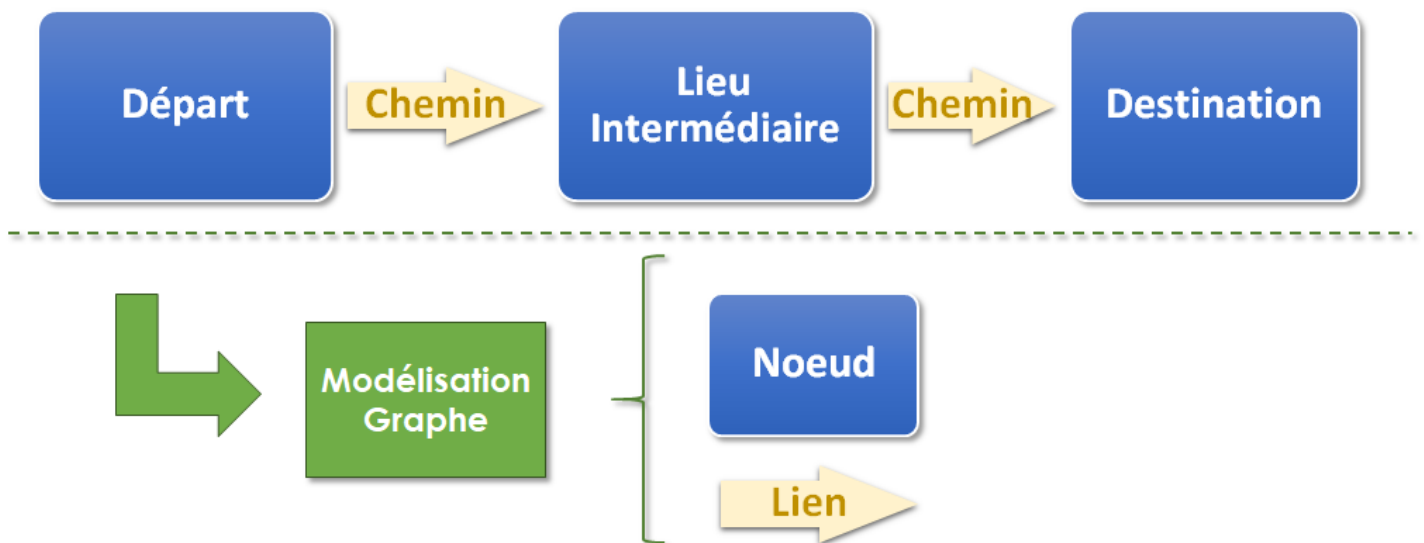 Départ
Chemin
Lieu
Intermédiaire
Chemin
Destination
Modélisation
Graphe
Noeud
Lien